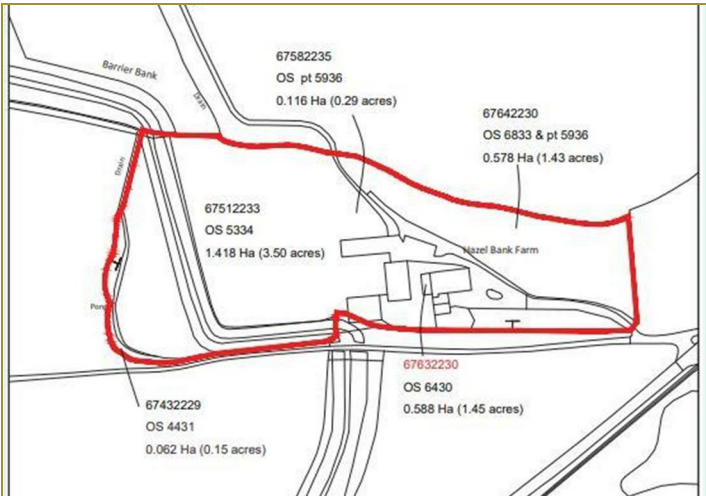 67582235
OS pt 5936
0.116 Ha (0.29 acres)
Barrier Bank
Drain
67642230
OS 6833 & pt 5936
0.578 Ha (1.43 acres)
Drain
67512233
OS 5334
1.418 Ha (3.50 acres)
Hazel Bank Farm
67632230
OS 6430
0.588 Ha (1.45 acres)
67432229
OS 4431
0.062 Ha (0.15 acres)